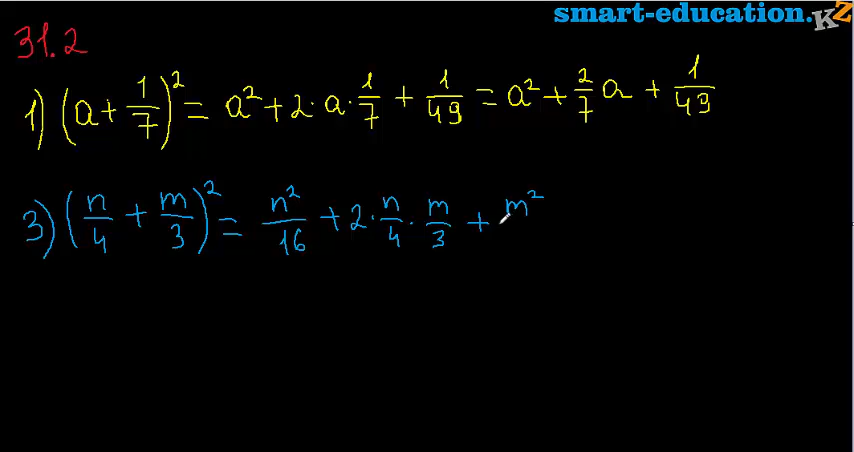 smart-education.KZ
31.2
1) (a + 1/7)² = a² + 2·a·1/7 + 1/49 = a² + 2/7 a + 1/49
3) (n/4 + m/3)² = n²/16 + 2·n/4·m/3 + m²